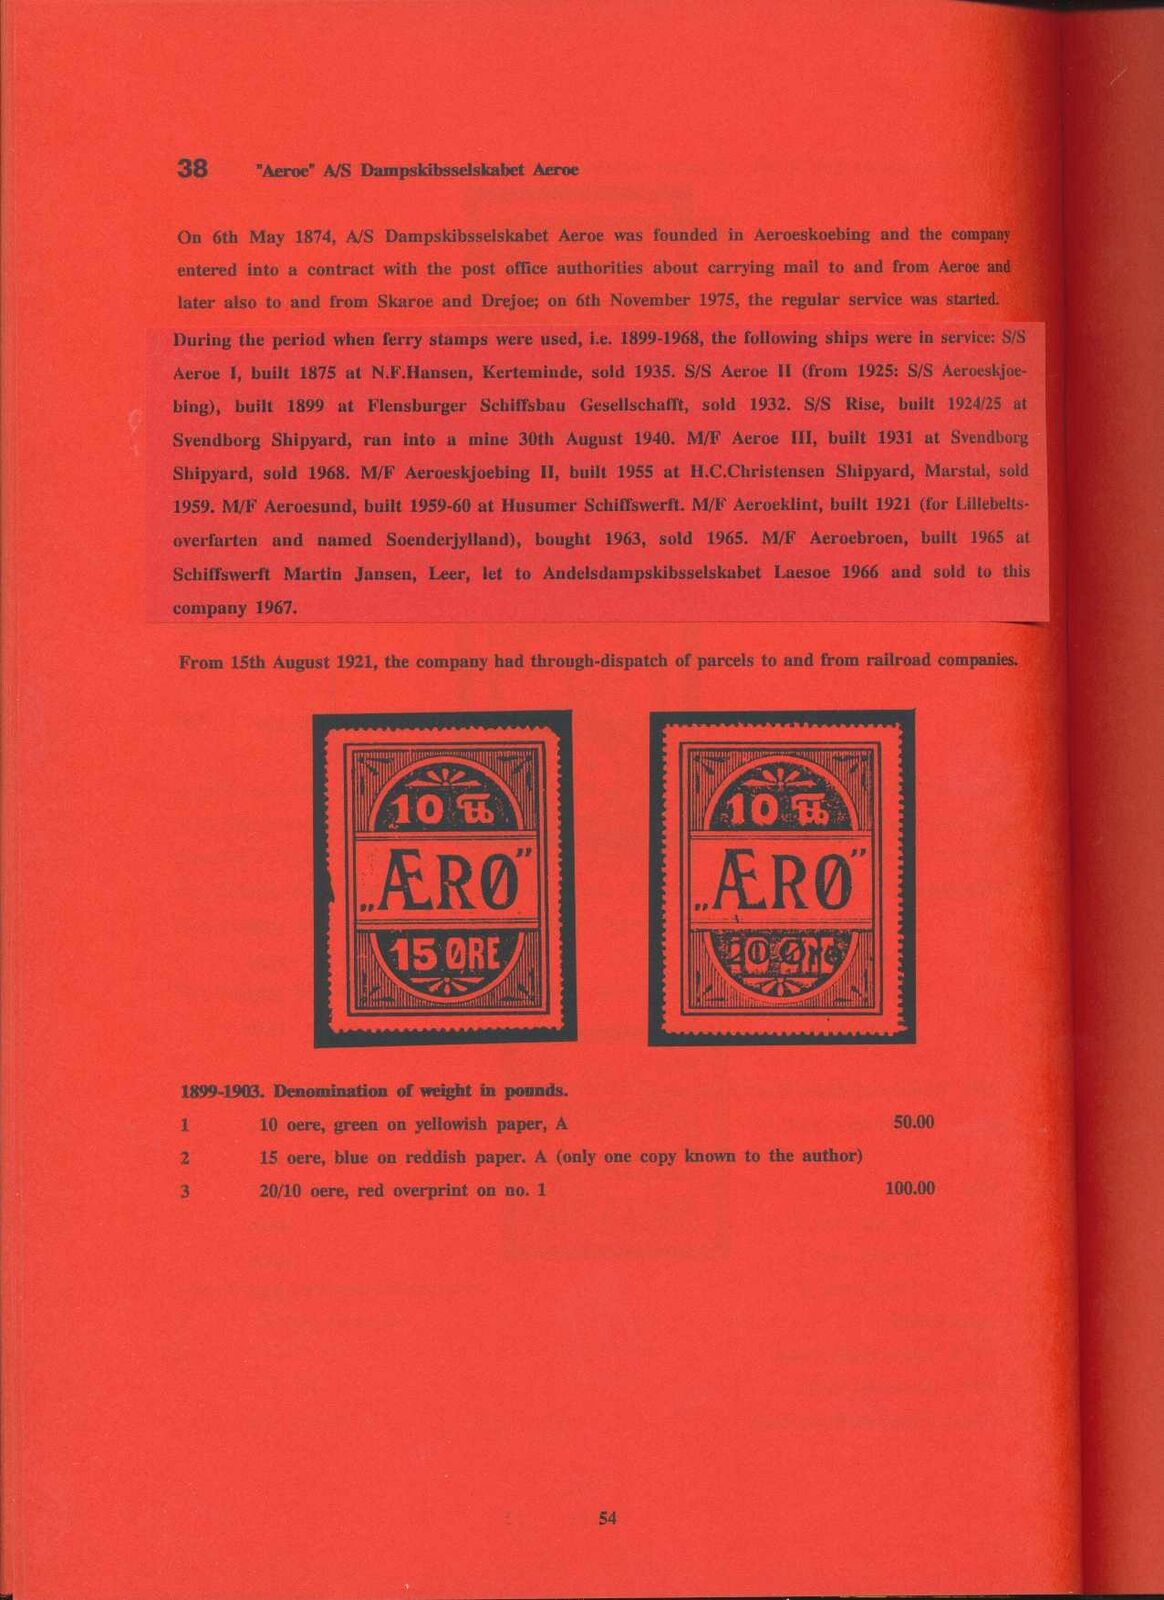 38 "Aeroe" A/S Dampskibsselskabet Aeroe
On 6th May 1874, A/S Dampskibsselskabet Aeroe was founded in Aeroeskoebing and the company
entered into a contract with the post office authorities about carrying mail to and from Aeroe and
later also to and from Skaroe and Drejoe; on 6th November 1975, the regular service was started.
During the period when ferry stamps were used, i.e. 1899-1968, the following ships were in service: S/S
Aeroe I, built 1875 at N.F.Hansen, Kerteminde, sold 1935. S/S Aeroe II (from 1925: S/S Aeroeskjoe-
bing), built 1899 at Flensburger Schiffsbau Gesellschafft, sold 1932. S/S Rise, built 1924/25 at
Svendborg Shipyard, ran into a mine 30th August 1940. M/F Aeroe III, built 1931 at Svendborg
Shipyard, sold 1968. M/F Aeroeskjoebing II, built 1955 at H.C.Christensen Shipyard, Marstal, sold
1959. M/F Aeroesund, built 1959-60 at Husumer Schiffswerft. M/F Aeroeklint, built 1921 (for Lillebelts-
overfarten and named Soenderjylland), bought 1963, sold 1965. M/F Aeroebroen, built 1965 at
Schiffswerft Martin Jansen, Leer, let to Andelsdampskibsselskabet Laesoe 1966 and sold to this
company 1967.
From 15th August 1921, the company had through-dispatch of parcels to and from railroad companies.
10 ℔
„ÆRØ”
15 ØRE
10 ℔
„ÆRØ”
20 Øre
1899-1903. Denomination of weight in pounds.
1 10 oere, green on yellowish paper, A 50.00
2 15 oere, blue on reddish paper. A (only one copy known to the author)
3 20/10 oere, red overprint on no. 1 100.00
54